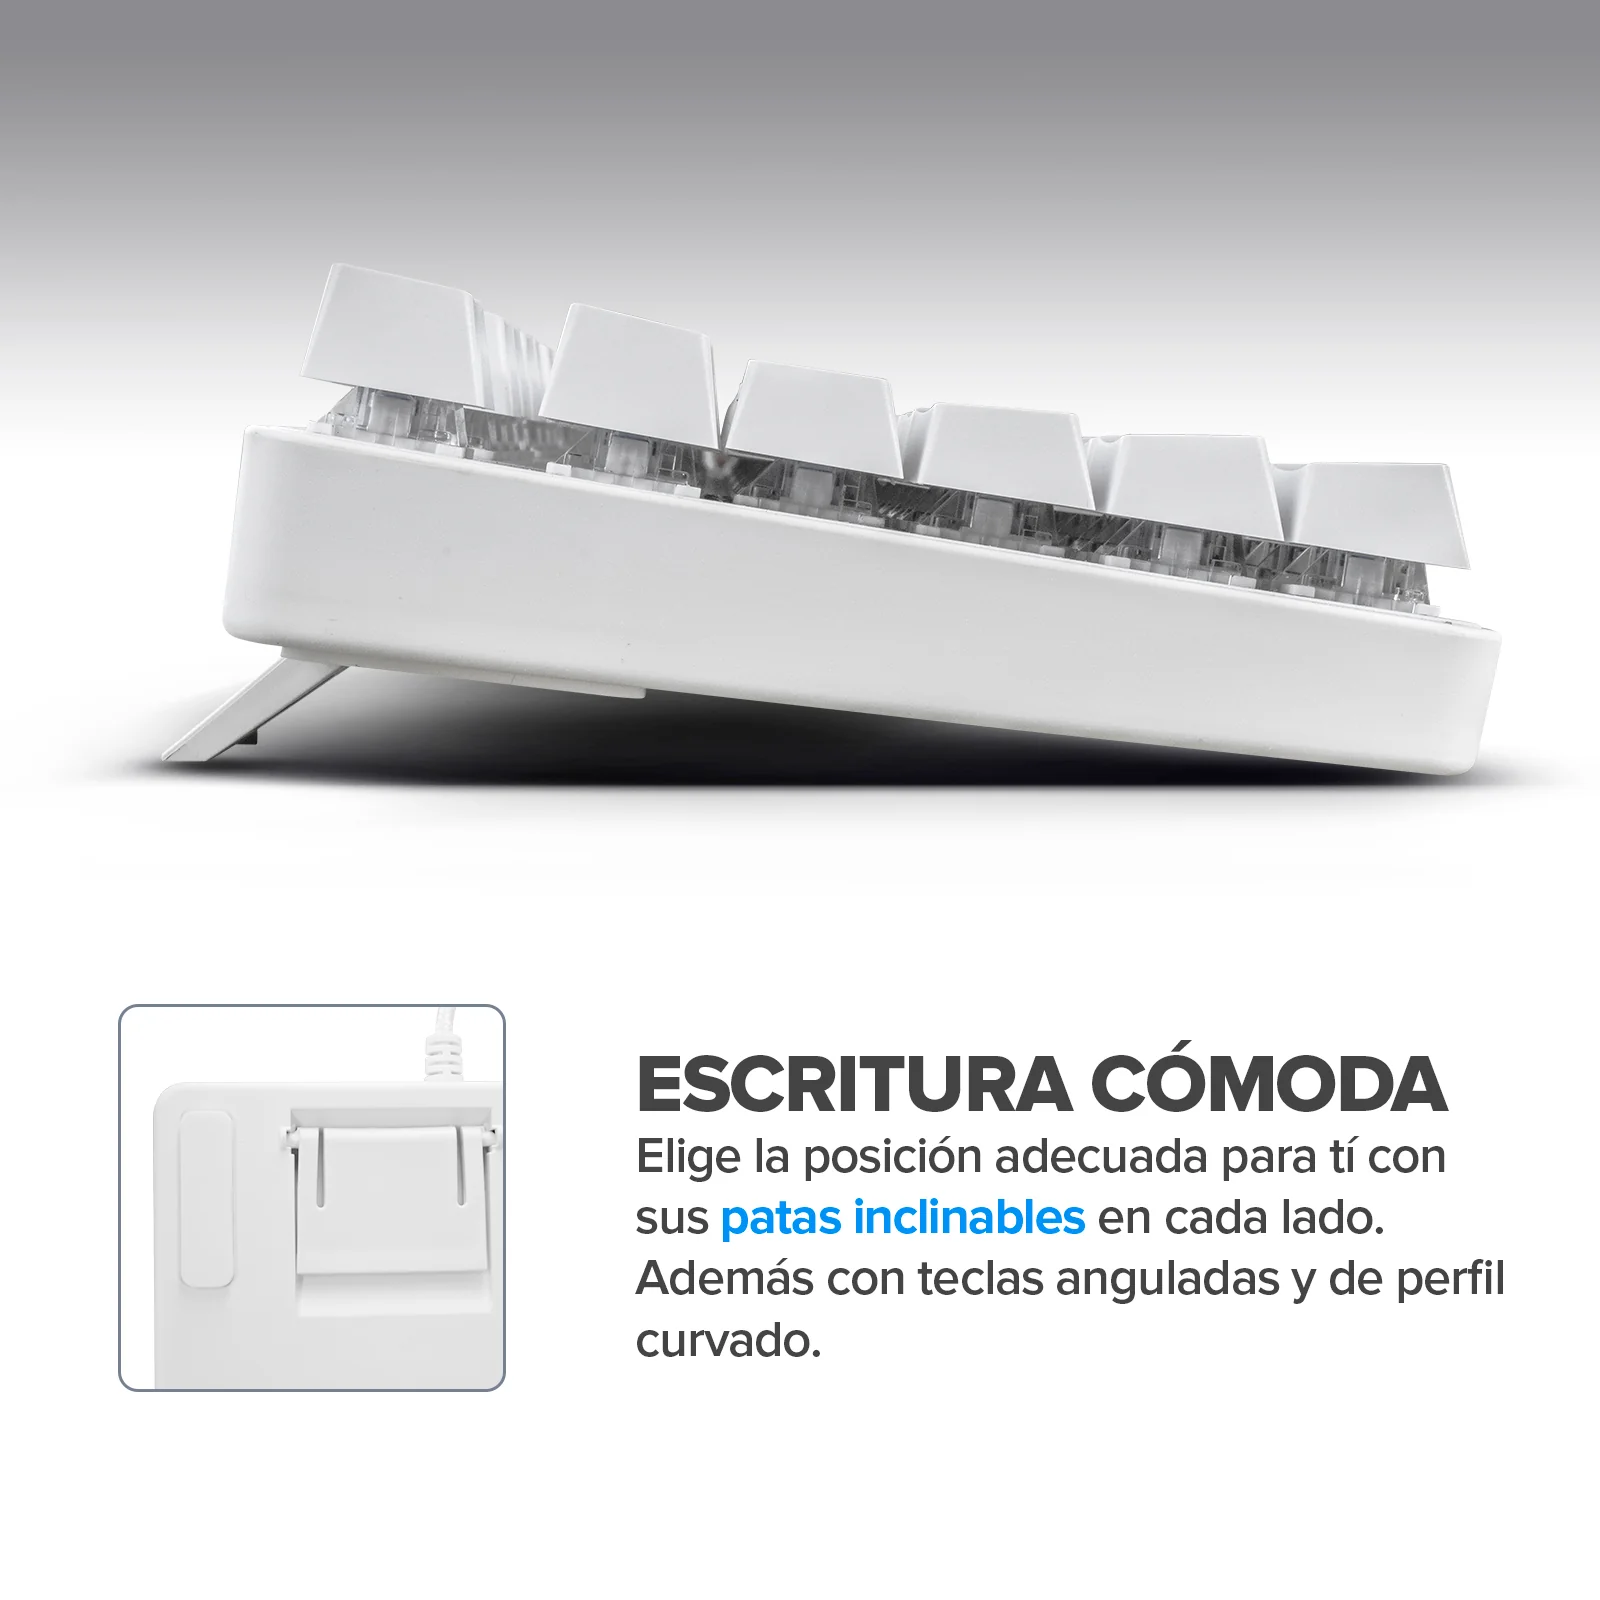 ESCRITURA CÓMODA
Elige la posición adecuada para tí con
sus patas inclinables en cada lado.
Además con teclas anguladas y de perfil
curvado.